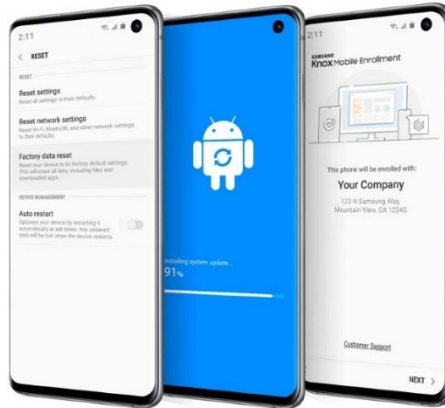 2:11
< RESET
RESET
Reset settings
Reset all settings to their defaults.
Reset network settings
Reset Wi-Fi, Bluetooth, and other network settings
to their defaults.
Factory data reset
Reset your device to its factory default settings.
This will erase all data, including files and
downloaded apps.
DEVICE MANAGEMENT
Auto restart
Optimize your device by restarting it
automatically at set times. Any unsaved
data will be lost when the device restarts.
2:11
Installing system update...
91%
2:11
SAMSUNG
Knox Mobile Enrollment
This phone will be enrolled with:
Your Company
123 N Samsung Way,
Mountain View, CA 12245
Customer Support
NEXT >